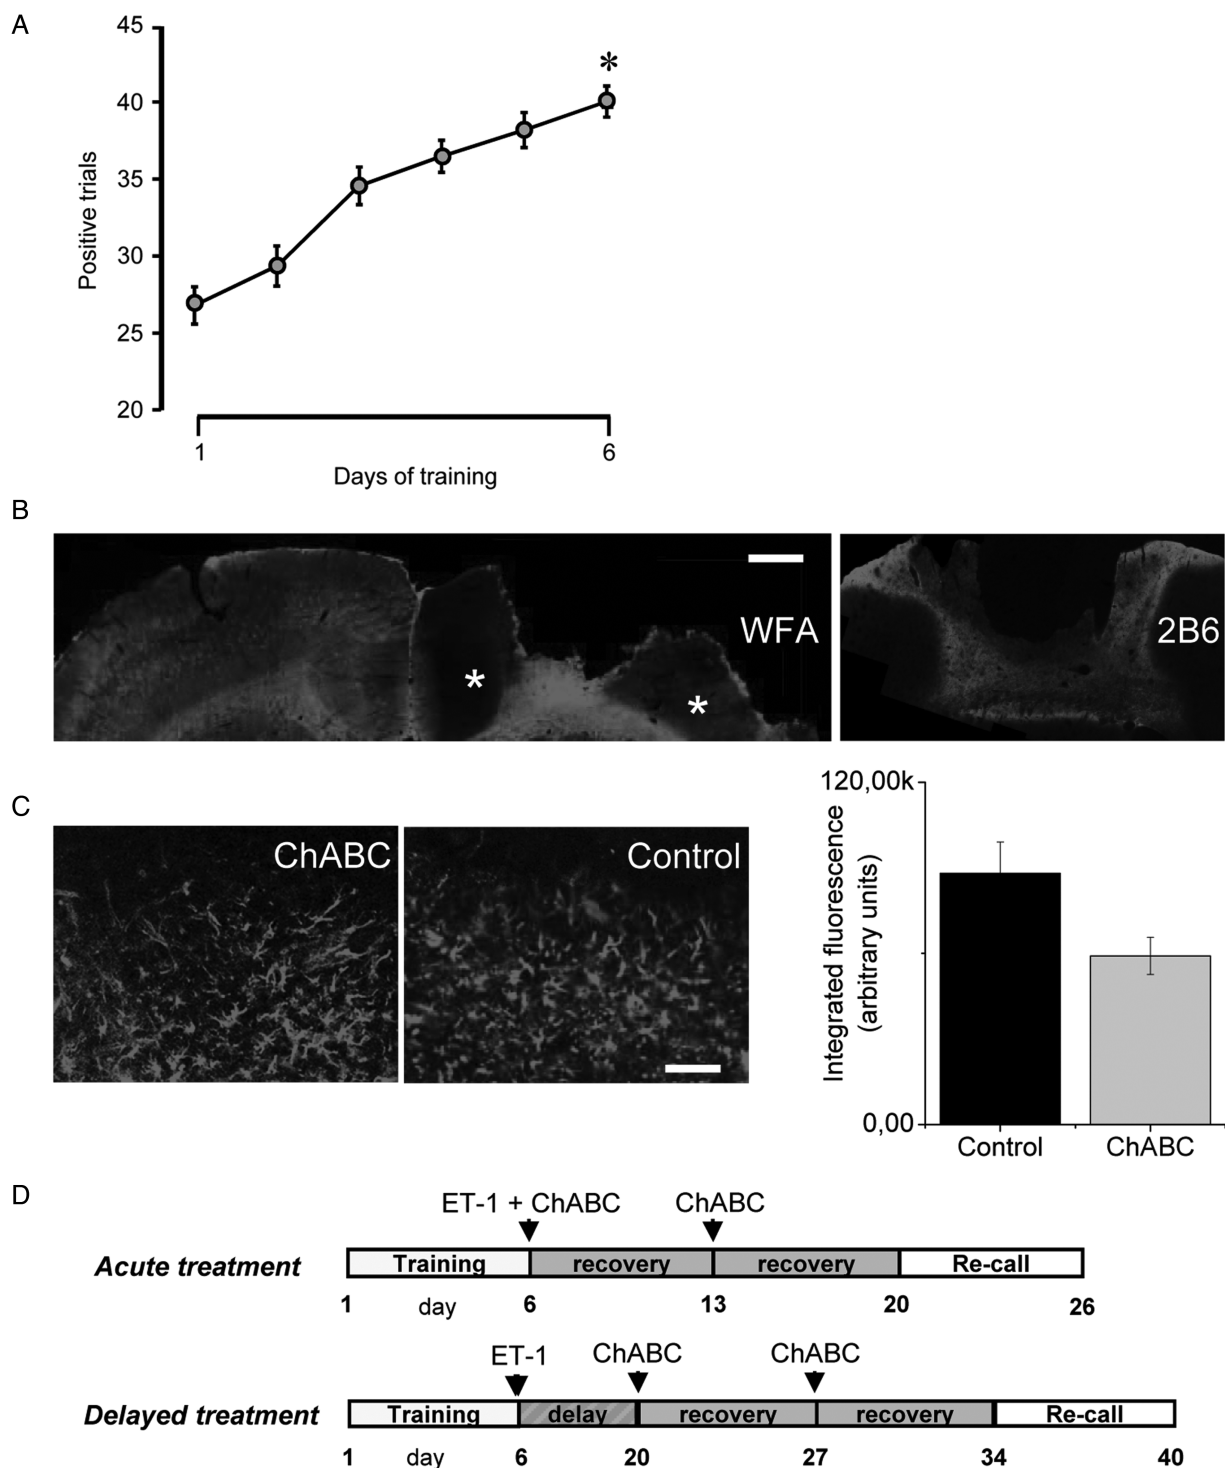 A
45
40
35
30
25
20
Positive trials
*
1
6
Days of training
B
WFA
*
*
2B6
C
ChABC
Control
120,00k
0,00
Integrated fluorescence
(arbitrary units)
Control ChABC
D
ET-1 + ChABC ChABC
Acute treatment Training recovery recovery Re-call
1 day 6 13 20 26
ET-1 ChABC ChABC
Delayed treatment Training delay recovery recovery Re-call
1 day 6 20 27 34 40